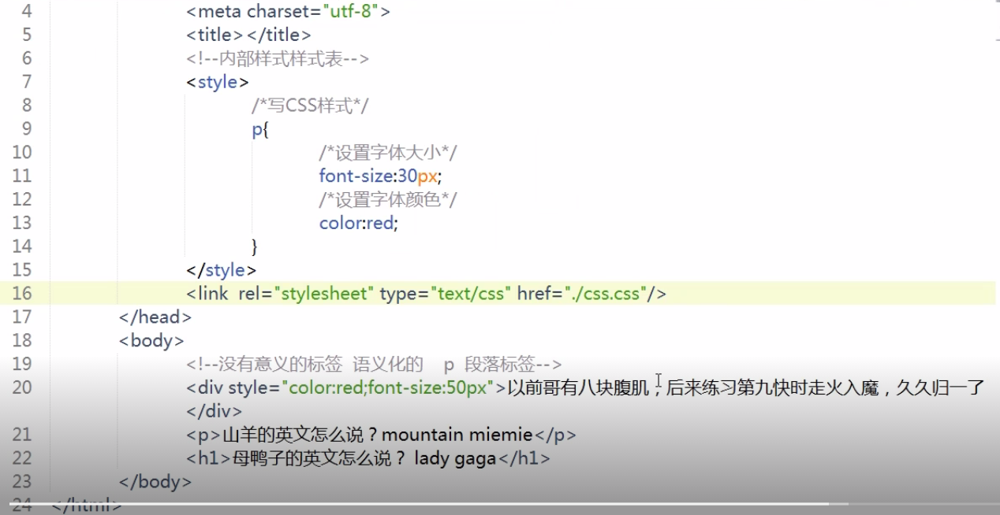 4 <meta charset="utf-8">
5 <title></title>
6 <!--内部样式样式表-->
7 <style>
8 /*写CSS样式*/
9 p{
10 /*设置字体大小*/
11 font-size:30px;
12 /*设置字体颜色*/
13 color:red;
14 }
15 </style>
16 <link rel="stylesheet" type="text/css" href="./css.css"/>
17 </head>
18 <body>
19 <!--没有意义的标签 语义化的 p 段落标签-->
20 <div style="color:red;font-size:50px">以前哥有八块腹肌，后来练习第九快时走火入魔，久久归一了
</div>
21 <p>山羊的英文怎么说？mountain miemie</p>
22 <h1>母鸭子的英文怎么说？ lady gaga</h1>
23 </body>
24 </html>